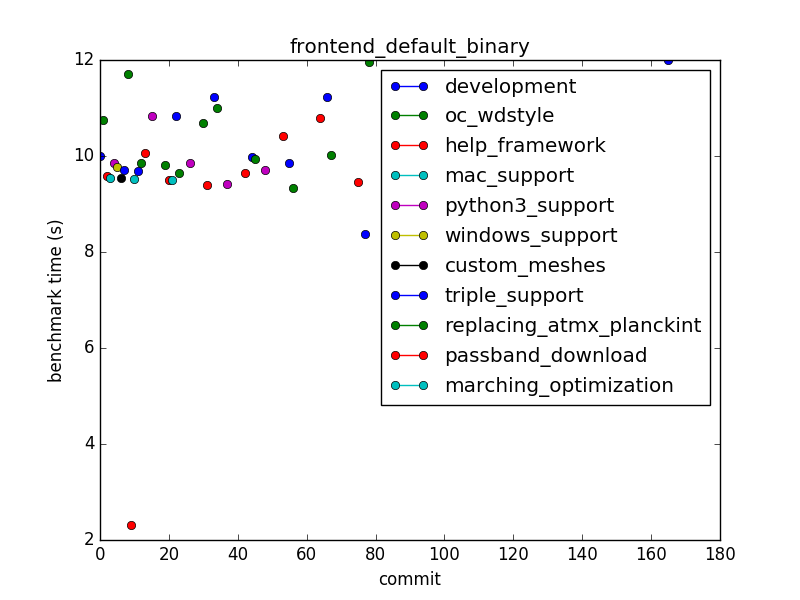 frontend_default_binary
12
10
8
6
4
2
benchmark time (s)
development
oc_wdstyle
help_framework
mac_support
python3_support
windows_support
custom_meshes
triple_support
replacing_atmx_planckint
passband_download
marching_optimization
0 20 40 60 80 100 120 140 160 180
commit